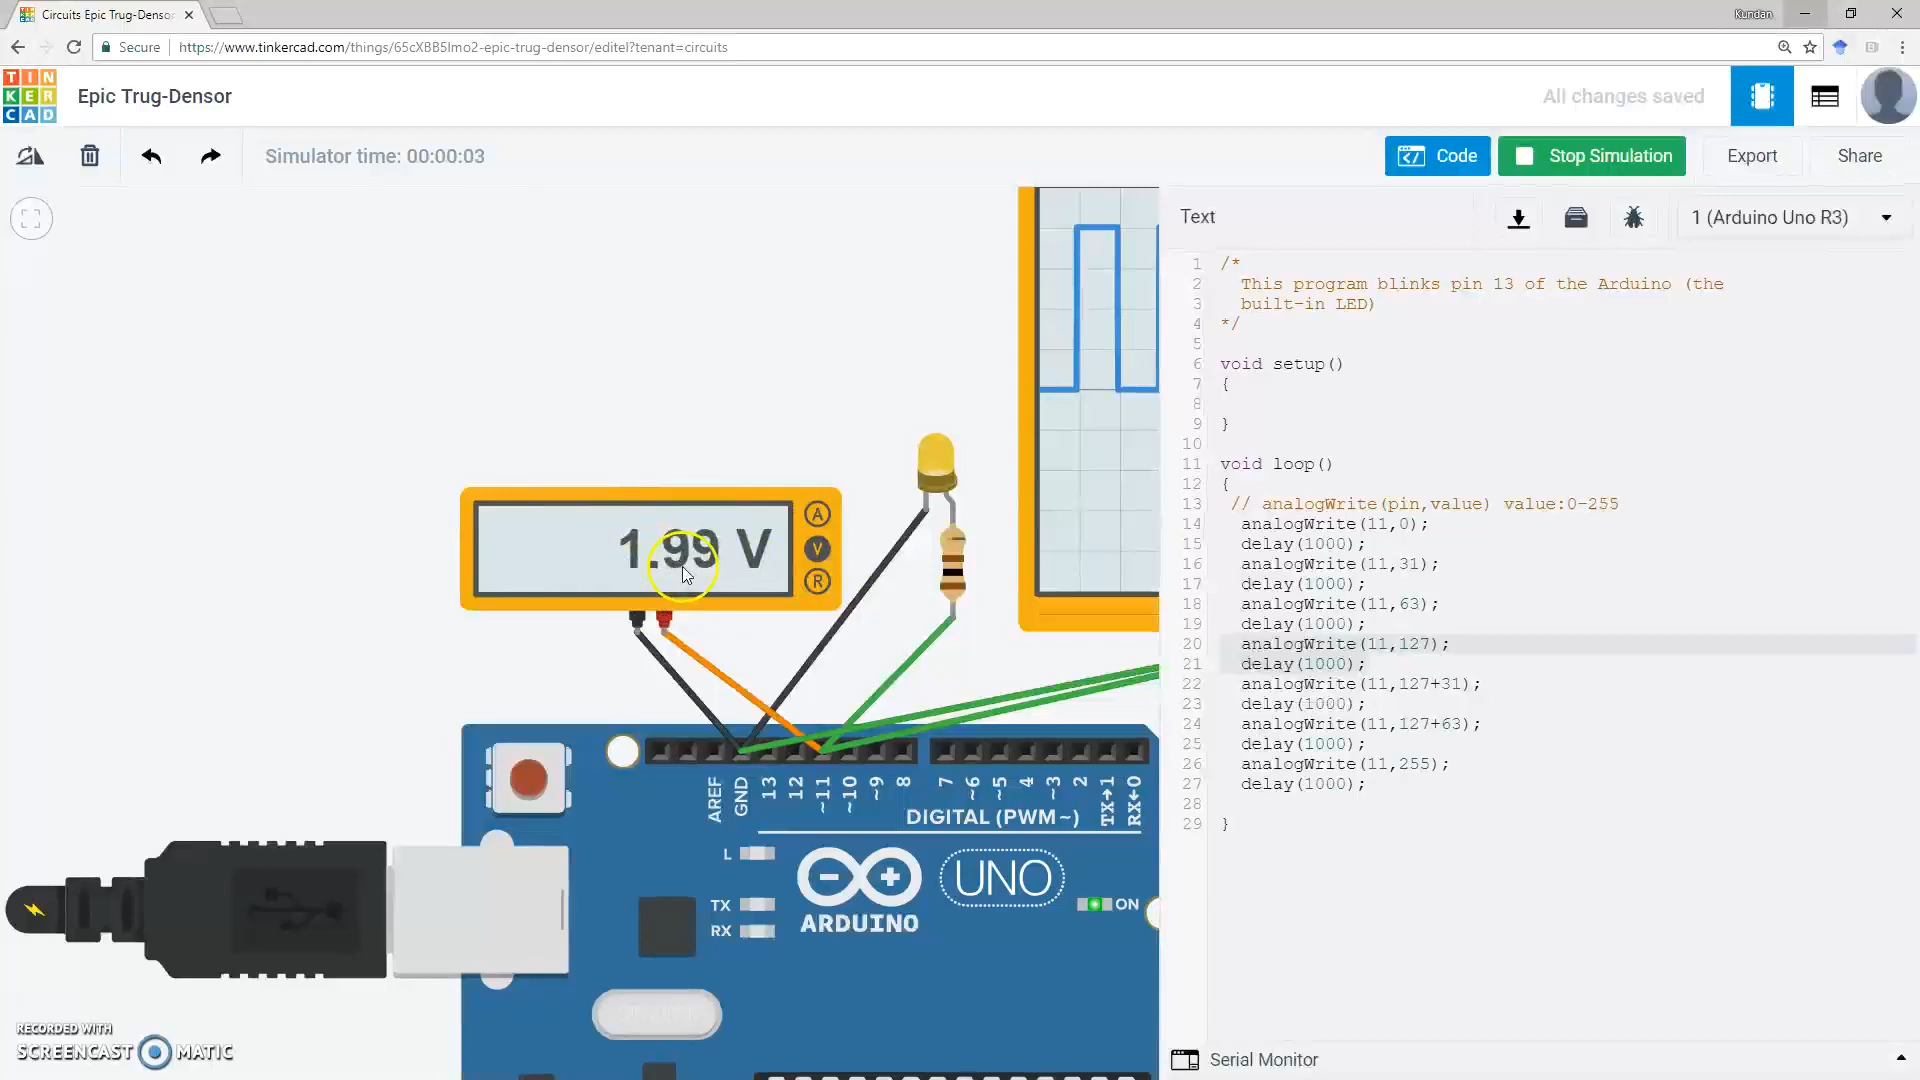 Circuits Epic Trug-Denso
Kundan
Secure
https://www.tinkercad.com/things/65cXBB5lmo2-epic-trug-densor/editel?tenant=circuits
TIN
KER
CAD
Epic Trug-Densor
All changes saved
Simulator time: 00:00:03
Code
Stop Simulation
Export
Share
Text
1 (Arduino Uno R3)
1 /*
2 This program blinks pin 13 of the Arduino (the
3 built-in LED)
4 */
5
6 void setup()
7 {
8
9 }
10
11 void loop()
12 {
13 // analogWrite(pin,value) value:0-255
14 analogWrite(11,0);
15 delay(1000);
16 analogWrite(11,31);
17 delay(1000);
18 analogWrite(11,63);
19 delay(1000);
20 analogWrite(11,127);
21 delay(1000);
22 analogWrite(11,127+31);
23 delay(1000);
24 analogWrite(11,127+63);
25 delay(1000);
26 analogWrite(11,255);
27 delay(1000);
28
29 }
1.99 V
A
V
R
AREF
GND
13
12
~11
~10
~9
8
7
~6
~5
4
~3
2
TX→1
RX←0
DIGITAL (PWM~)
L
TX
RX
ARDUINO
UNO
ON
RECORDED WITH
SCREENCAST MATIC
Serial Monitor